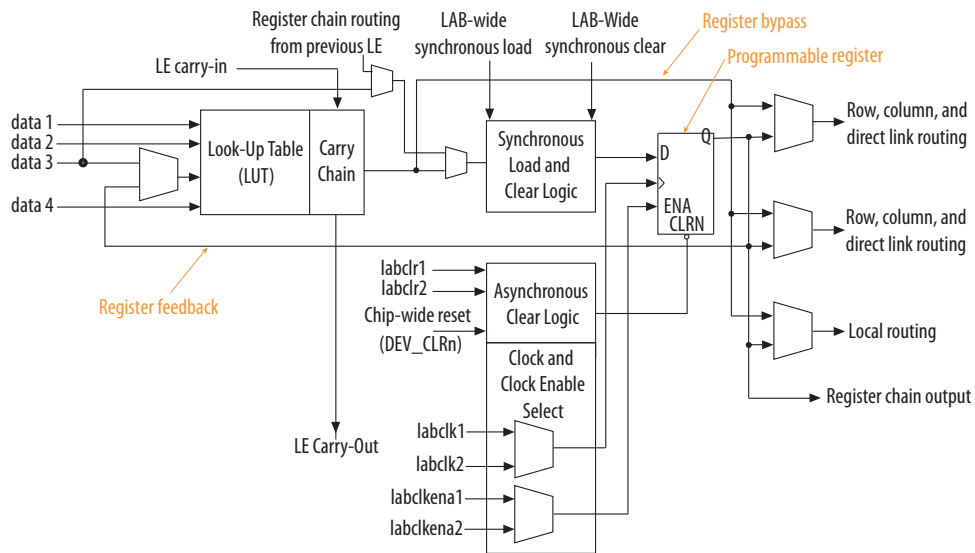 Register chain routing
from previous LE
LAB-wide
synchronous load
LAB-Wide
synchronous clear
Register bypass
Programmable register
LE carry-in
data 1
data 2
data 3
data 4
Look-Up Table
(LUT)
Carry
Chain
Synchronous
Load and
Clear Logic
D
Q
ENA
CLRN
Row, column, and
direct link routing
Row, column, and
direct link routing
Local routing
Register chain output
Register feedback
labclr1
labclr2
Chip-wide reset
(DEV_CLRn)
Asynchronous
Clear Logic
Clock and
Clock Enable
Select
labclk1
labclk2
labclkena1
labclkena2
LE Carry-Out